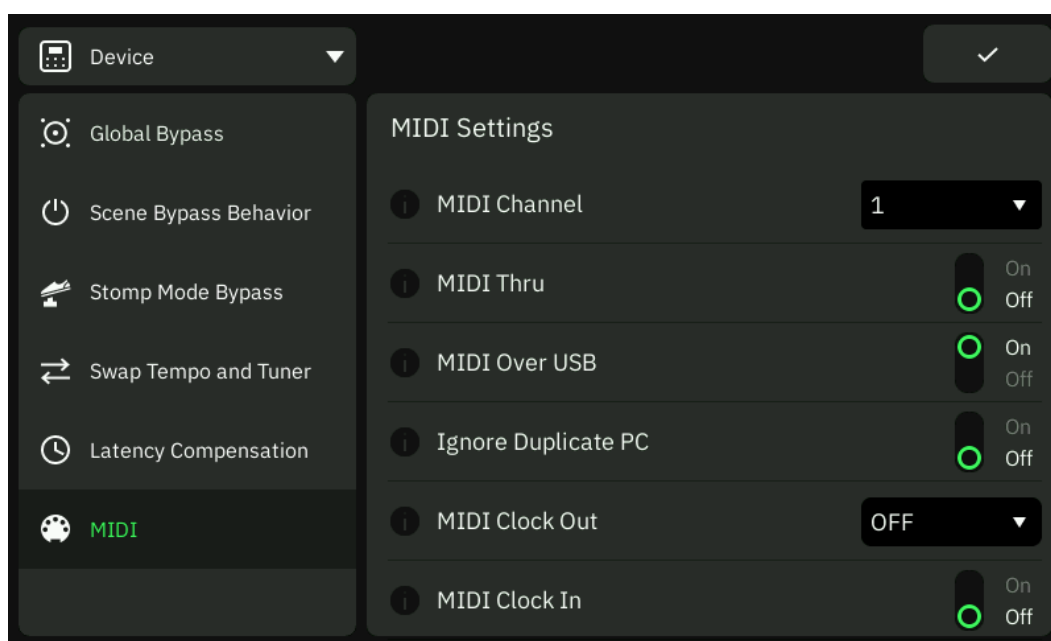 Device
Global Bypass
Scene Bypass Behavior
Stomp Mode Bypass
Swap Tempo and Tuner
Latency Compensation
MIDI
MIDI Settings
MIDI Channel
1
MIDI Thru
On
Off
MIDI Over USB
On
Off
Ignore Duplicate PC
On
Off
MIDI Clock Out
OFF
MIDI Clock In
On
Off